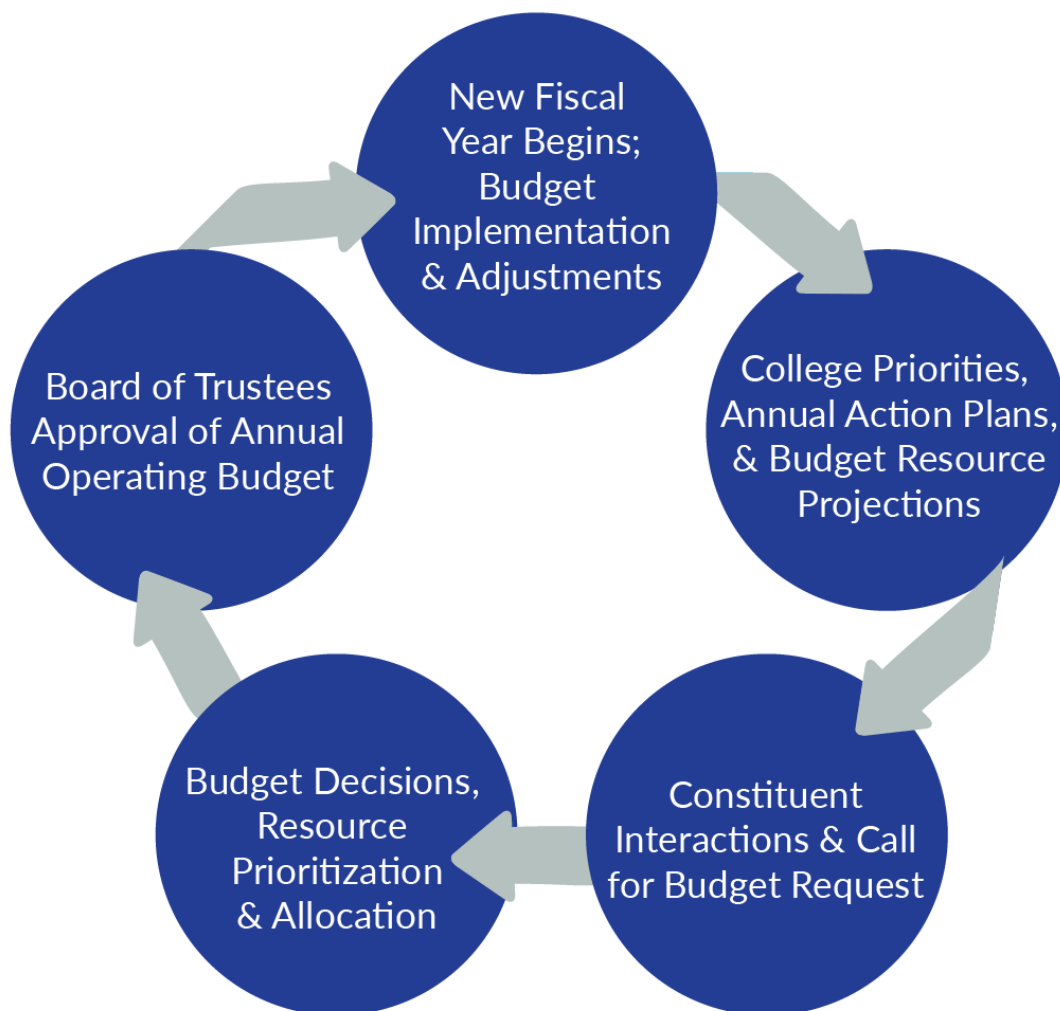 New Fiscal
Year Begins;
Budget
Implementation
& Adjustments
College Priorities,
Annual Action Plans,
& Budget Resource
Projections
Constituent
Interactions & Call
for Budget Request
Budget Decisions,
Resource
Prioritization
& Allocation
Board of Trustees
Approval of Annual
Operating Budget